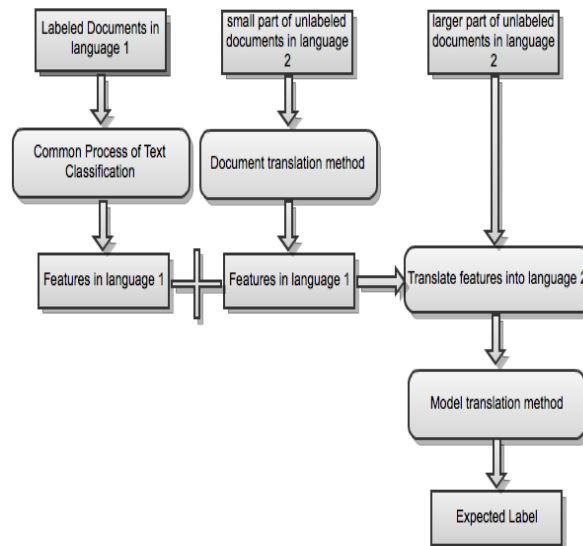 Labeled Documents in
language 1
small part of unlabeled
documents in language
2
larger part of unlabeled
documents in language
2
Common Process of Text
Classification
Document translation method
Features in language 1
Features in language 1
Translate features into language 2
Model translation method
Expected Label